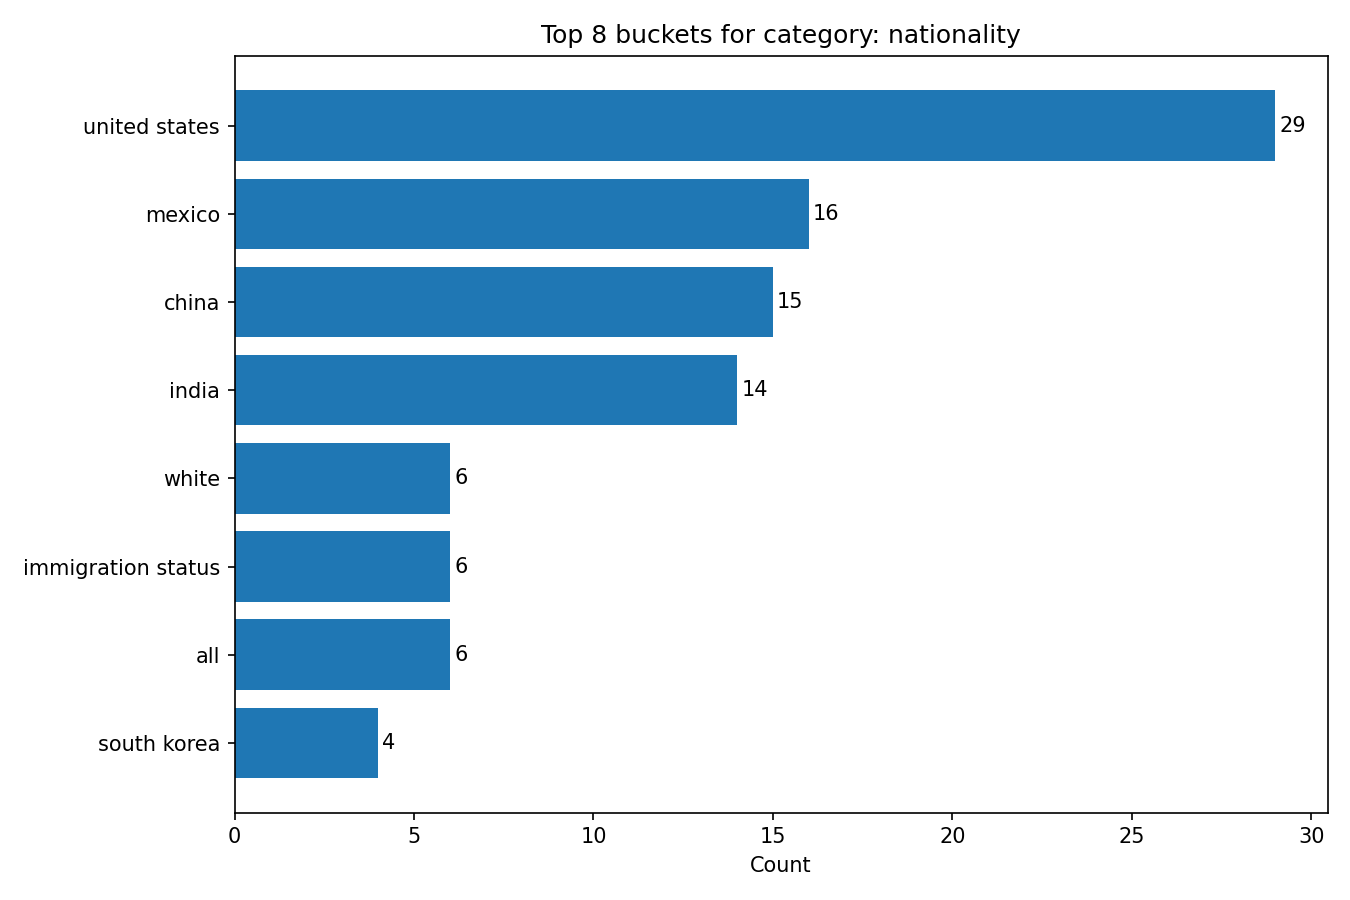 Top 8 buckets for category: nationality
united states
29
mexico
16
china
15
india
14
white
6
immigration status
6
all
6
south korea
4
0 5 10 15 20 25 30
Count